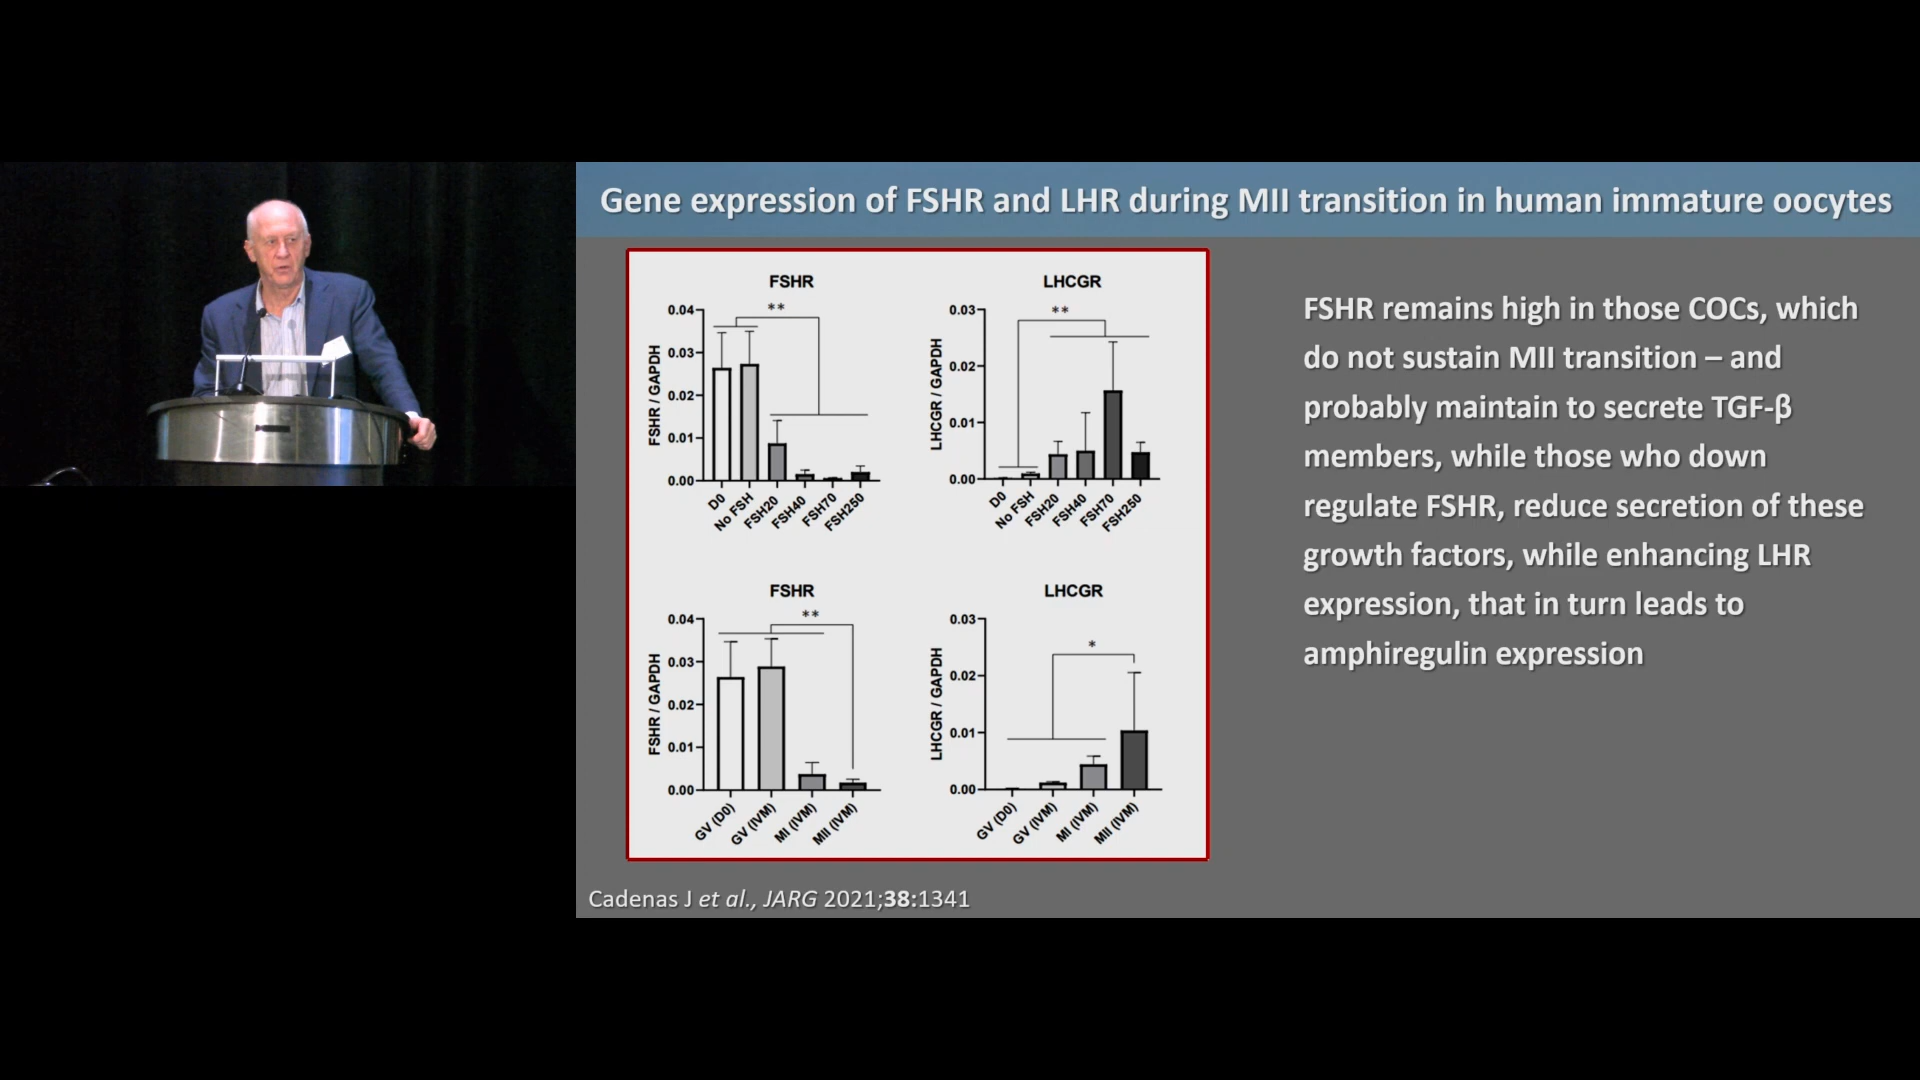 Gene expression of FSHR and LHR during MII transition in human immature oocytes
FSHR
**
0.04
0.03
0.02
0.01
0.00
FSHR / GAPDH
D0
No FSH
FSH20
FSH40
FSH70
FSH250
LHCGR
**
0.03
0.02
0.01
0.00
LHCGR / GAPDH
D0
No FSH
FSH20
FSH40
FSH70
FSH250
FSHR
**
0.04
0.03
0.02
0.01
0.00
FSHR / GAPDH
GV (D0)
GV (IVM)
MI (IVM)
MII (IVM)
LHCGR
*
0.03
0.02
0.01
0.00
LHCGR / GAPDH
GV (D0)
GV (IVM)
MI (IVM)
MII (IVM)
FSHR remains high in those COCs, which
do not sustain MII transition – and
probably maintain to secrete TGF-β
members, while those who down
regulate FSHR, reduce secretion of these
growth factors, while enhancing LHR
expression, that in turn leads to
amphiregulin expression
Cadenas J et al., JARG 2021;38:1341